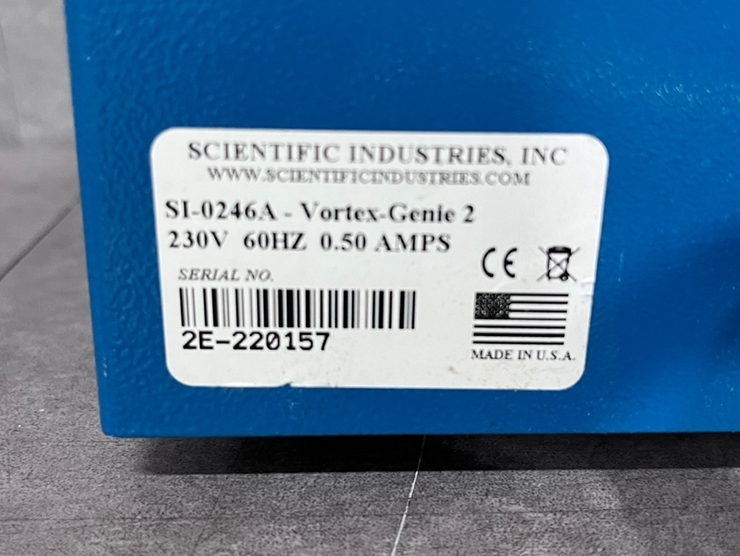 SCIENTIFIC INDUSTRIES, INC
WWW.SCIENTIFICINDUSTRIES.COM
SI-0246A - Vortex-Genie 2
230V 60HZ 0.50 AMPS
SERIAL NO.
2E-220157
CE
MADE IN U.S.A.